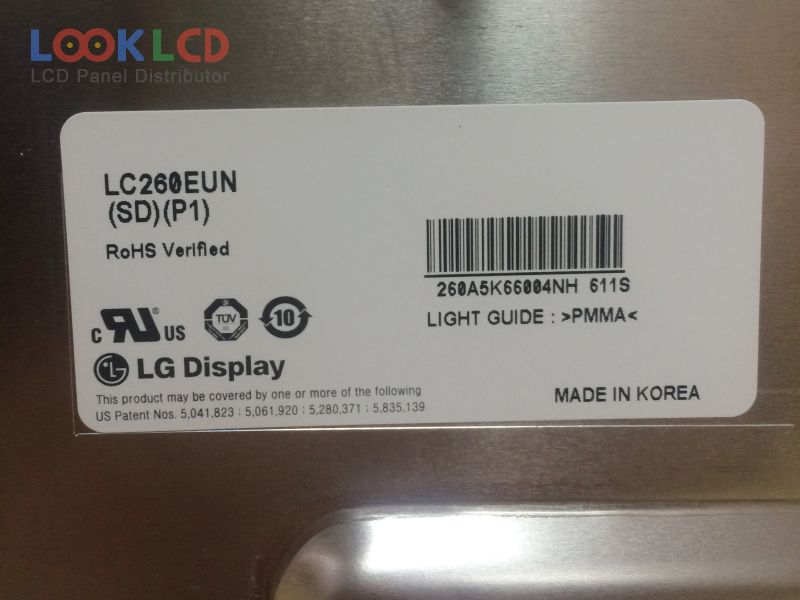 LOOK LCD
LCD Panel Distributor
LC260EUN
(SD)(P1)
RoHS Verified
260A5K66004NH 611S
LIGHT GUIDE : >PMMA<
c RU US
TÜV
10
LG Display
This product may be covered by one or more of the following
US Patent Nos. 5,041,823 ; 5,061,920 ; 5,280,371 ; 5,835,139
MADE IN KOREA